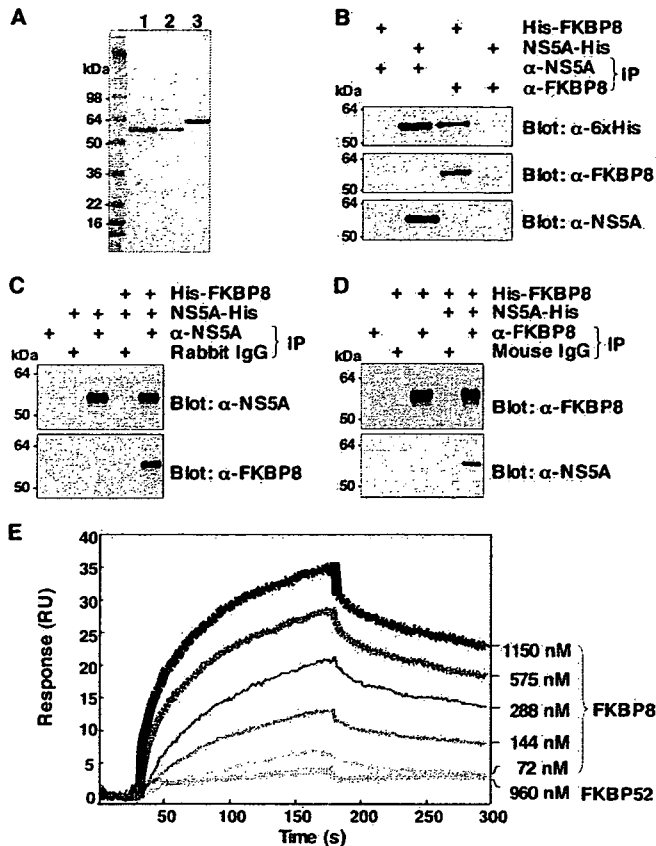 A
1 2 3
kDa
98
64
50
36
22
16
B
+ + His-FKBP8
+ + NS5A-His
+ + α-NS5A
+ + α-FKBP8
IP
kDa
64
50
Blot: α-6xHis
64
50
Blot: α-FKBP8
64
50
Blot: α-NS5A
C
+ + His-FKBP8
+ + + + NS5A-His
+ + + α-NS5A
+ + Rabbit IgG
IP
kDa
64
50
Blot: α-NS5A
64
50
Blot: α-FKBP8
D
+ + + + His-FKBP8
+ + NS5A-His
+ + + α-FKBP8
+ + Mouse IgG
IP
kDa
64
50
Blot: α-FKBP8
64
50
Blot: α-NS5A
E
Response (RU)
40
35
30
25
20
15
10
5
0
50 100 150 200 250 300
Time (s)
1150 nM
575 nM
288 nM
144 nM
72 nM
FKBP8
960 nM FKBP52